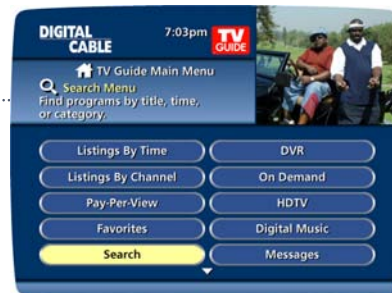 DIGITAL CABLE
7:03pm
TV GUIDE
TV Guide Main Menu
Search Menu
Find programs by title, time,
or category.
Listings By Time
DVR
Listings By Channel
On Demand
Pay-Per-View
HDTV
Favorites
Digital Music
Search
Messages